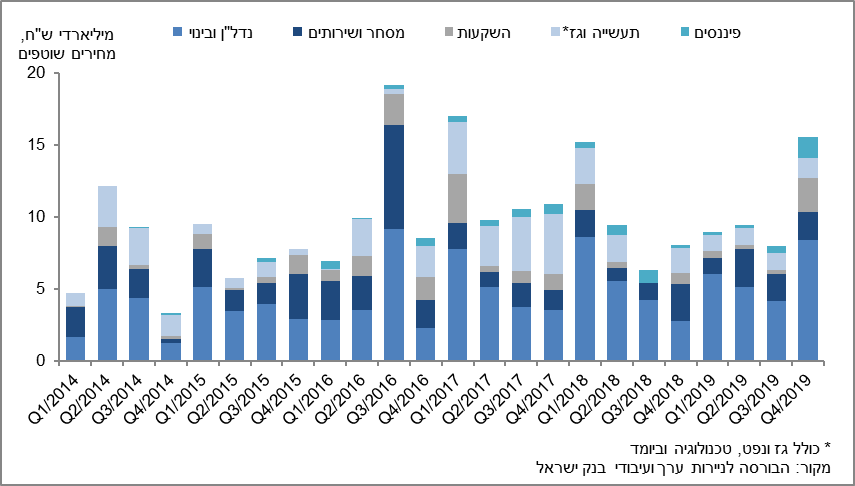 מיליארדי ש"ח,
מחירים שוטפים
נדל"ן ובינוי
מסחר ושירותים
השקעות
תעשייה וגז*
פיננסים
20
15
10
5
0
Q1/2014
Q2/2014
Q3/2014
Q4/2014
Q1/2015
Q2/2015
Q3/2015
Q4/2015
Q1/2016
Q2/2016
Q3/2016
Q4/2016
Q1/2017
Q2/2017
Q3/2017
Q4/2017
Q1/2018
Q2/2018
Q3/2018
Q4/2018
Q1/2019
Q2/2019
Q3/2019
Q4/2019
* כולל גז ונפט, טכנולוגיה וביומד
מקור: הבורסה לניירות ערך ועיבודי בנק ישראל